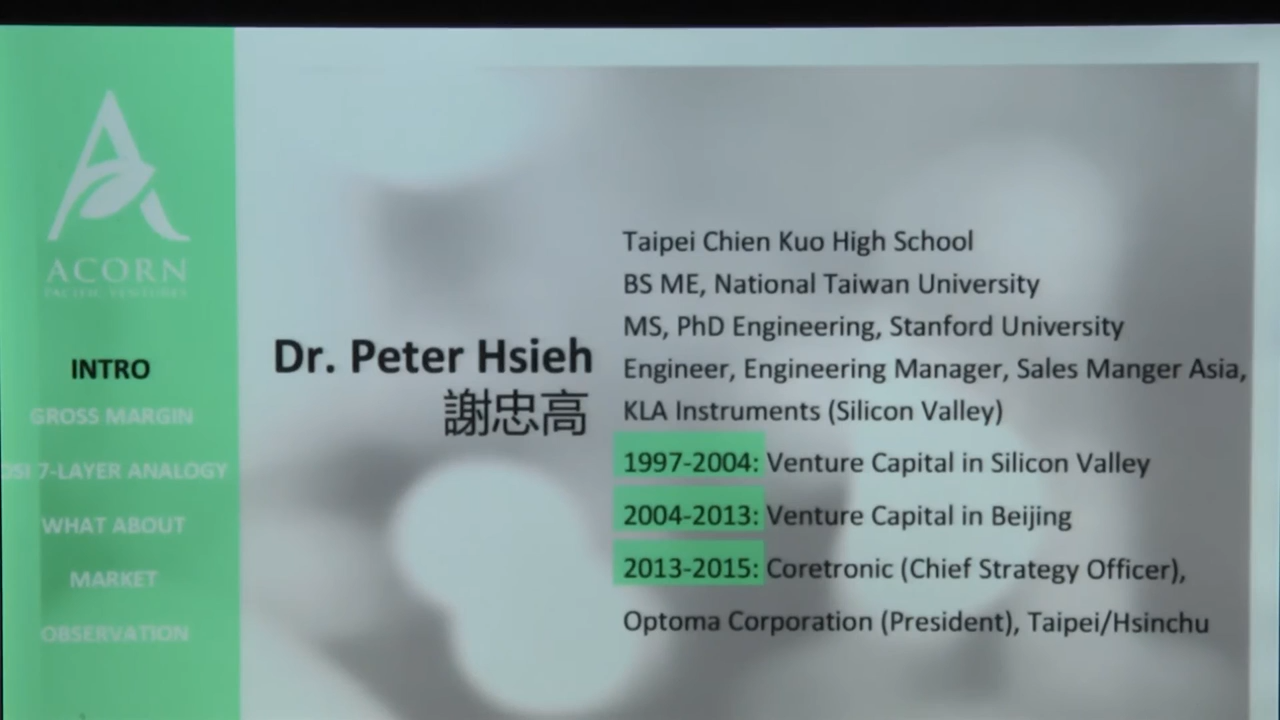 ACORN
PACIFIC VENTURES
INTRO
GROSS MARGIN
OSI 7-LAYER ANALOGY
WHAT ABOUT
MARKET
OBSERVATION
Dr. Peter Hsieh
謝忠高
Taipei Chien Kuo High School
BS ME, National Taiwan University
MS, PhD Engineering, Stanford University
Engineer, Engineering Manager, Sales Manger Asia,
KLA Instruments (Silicon Valley)
1997-2004: Venture Capital in Silicon Valley
2004-2013: Venture Capital in Beijing
2013-2015: Coretronic (Chief Strategy Officer),
Optoma Corporation (President), Taipei/Hsinchu